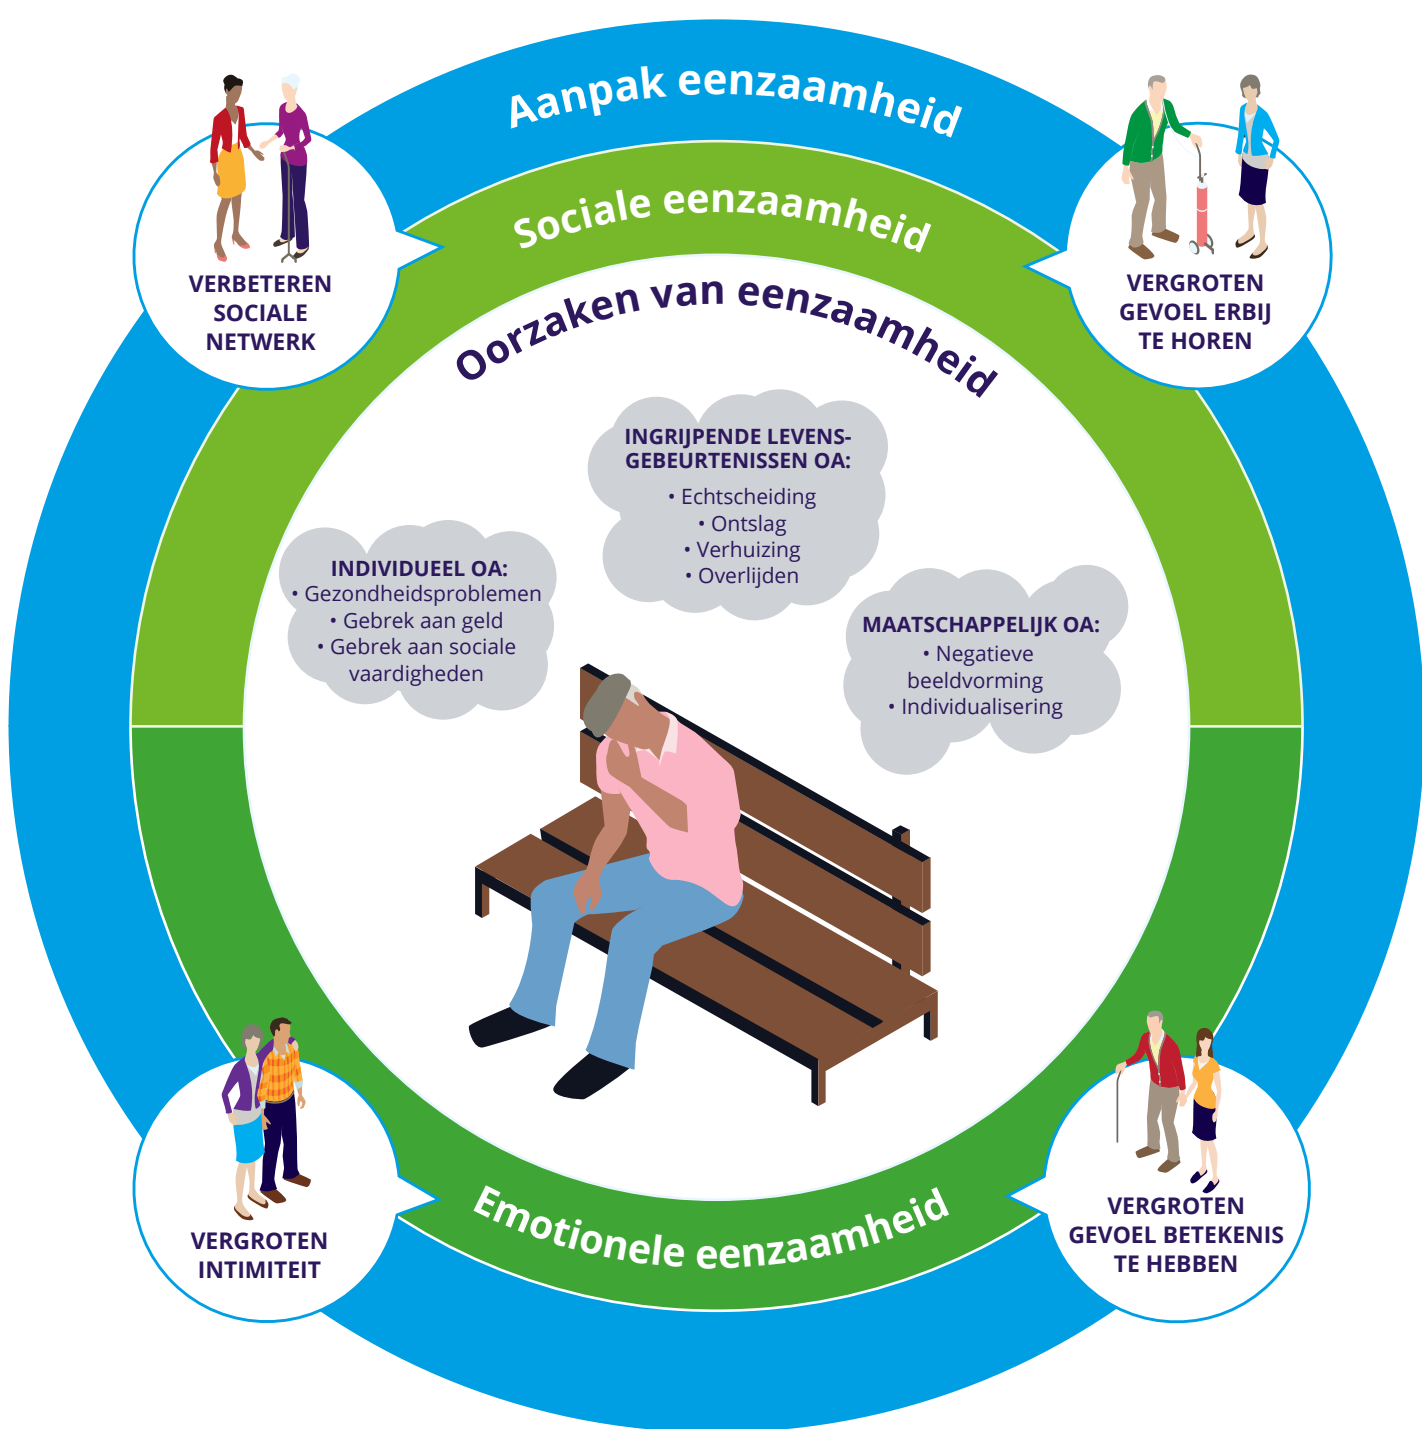 Aanpak eenzaamheid
Sociale eenzaamheid
Oorzaken van eenzaamheid
VERBETEREN
SOCIALE
NETWERK
VERGROTEN
GEVOEL ERBIJ
TE HOREN
INGRIJPENDE LEVENS-
GEBEURTENISSEN OA:
• Echtscheiding
• Ontslag
• Verhuizing
• Overlijden
INDIVIDUEEL OA:
• Gezondheidsproblemen
• Gebrek aan geld
• Gebrek aan sociale
vaardigheden
MAATSCHAPPELIJK OA:
• Negatieve
beeldvorming
• Individualisering
Emotionele eenzaamheid
VERGROTEN
INTIMITEIT
VERGROTEN
GEVOEL BETEKENIS
TE HEBBEN